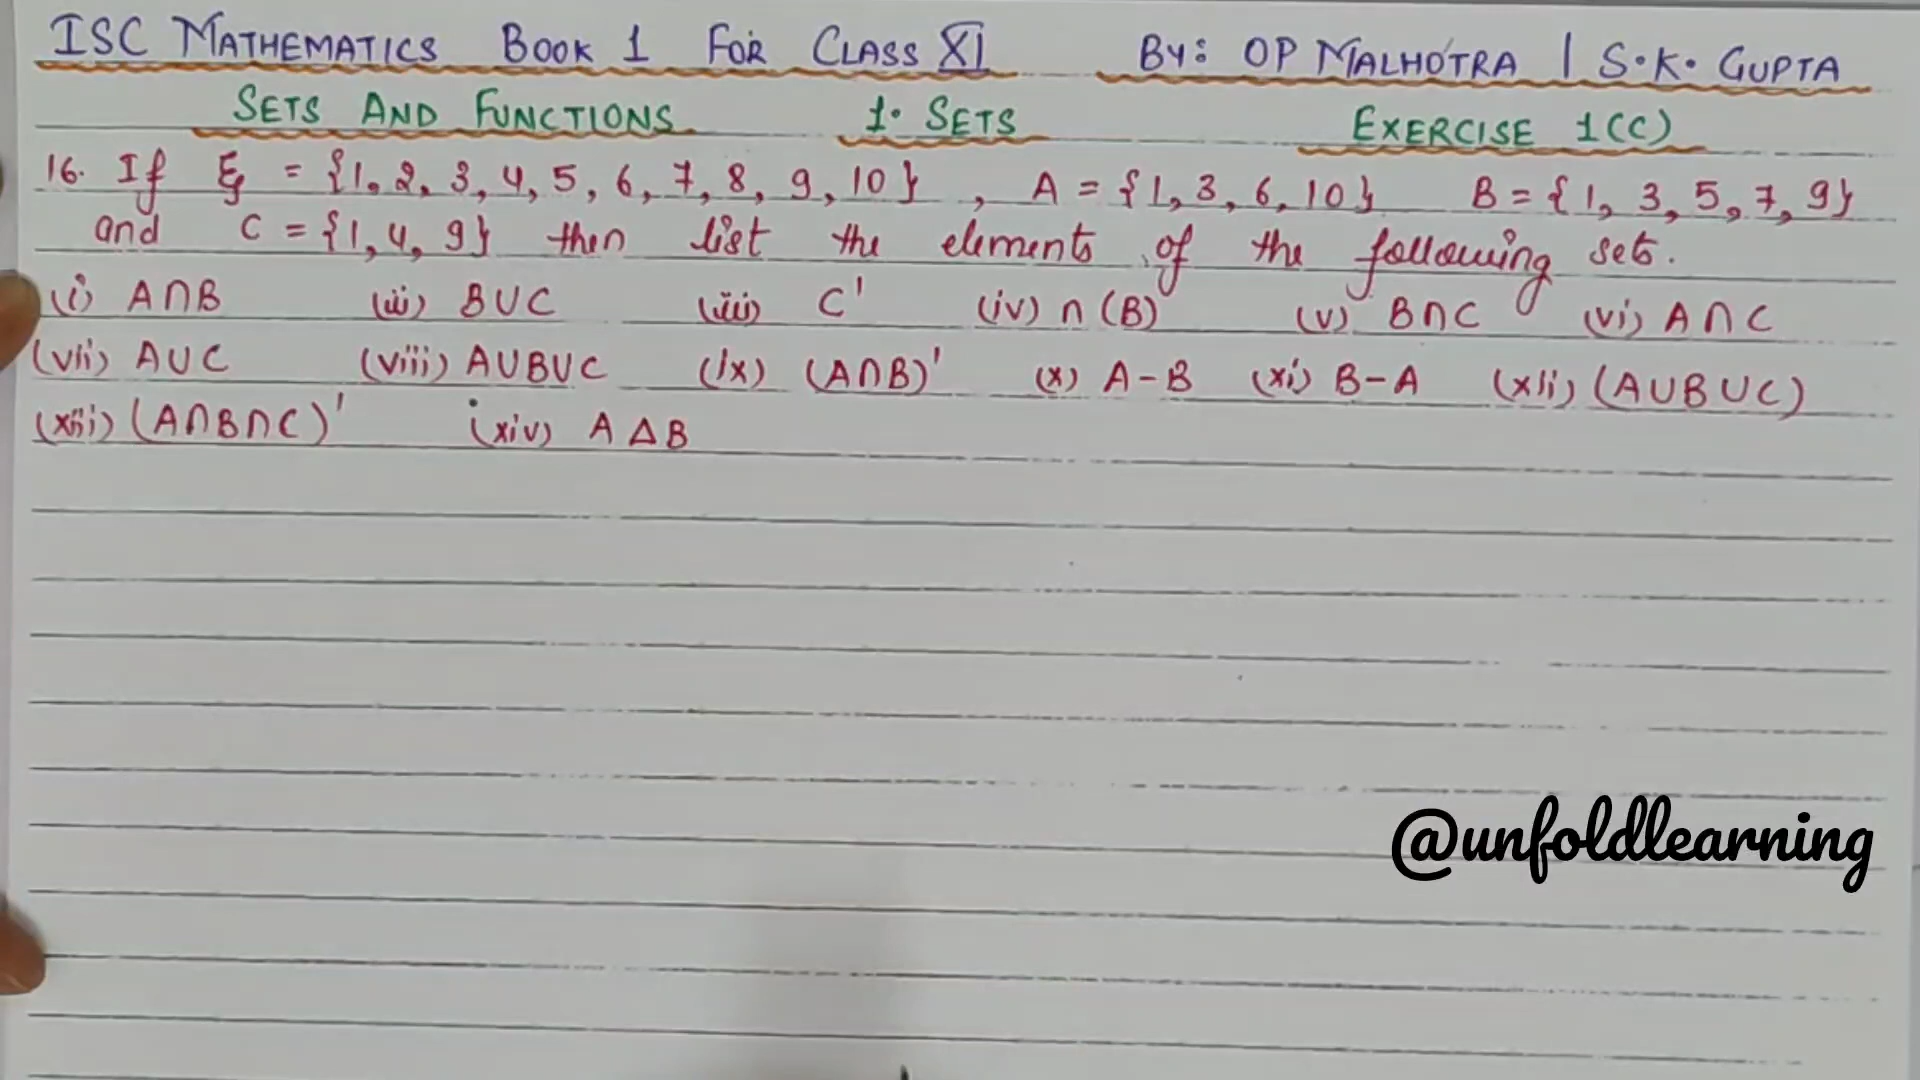 ISC MATHEMATICS BOOK 1 FOR CLASS XI BY: OP MALHOTRA | S.K. GUPTA
SETS AND FUNCTIONS 1. SETS EXERCISE 1(C)
16. If ξ = {1, 2, 3, 4, 5, 6, 7, 8, 9, 10}, A = {1, 3, 6, 10} B = {1, 3, 5, 7, 9}
and C = {1, 4, 9} then list the elements of the following sets.
(i) A∩B (ii) B∪C (iii) C' (iv) n(B) (v) B∩C (vi) A∩C
(vii) A∪C (viii) A∪B∪C (ix) (A∩B)' (x) A-B (xi) B-A (xii) (A∪B∪C)
(xiii) (A∩B∩C)' (xiv) A Δ B
@unfoldlearning